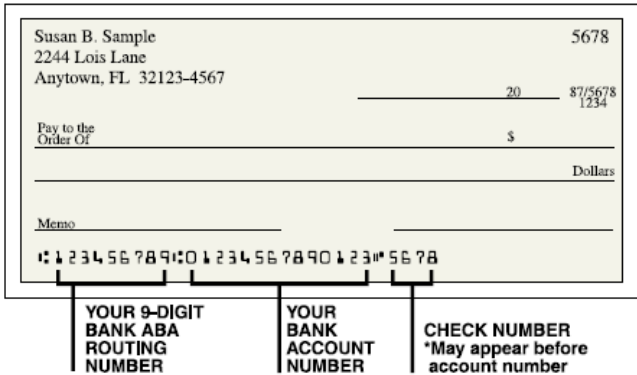 Susan B. Sample 5678
2244 Lois Lane
Anytown, FL 32123-4567
20 87/5678
1234
Pay to the
Order Of $
Dollars
Memo
⑆123456789⑆01234567890123⑈5678
YOUR 9-DIGIT
BANK ABA
ROUTING
NUMBER
YOUR
BANK
ACCOUNT
NUMBER
CHECK NUMBER
*May appear before
account number